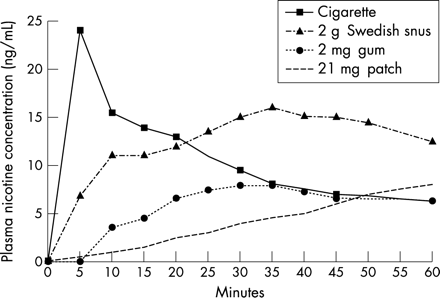 Cigarette
2 g Swedish snus
2 mg gum
21 mg patch
Plasma nicotine concentration (ng/mL)
30
25
20
15
10
5
0
0 5 10 15 20 25 30 35 40 45 50 60
Minutes